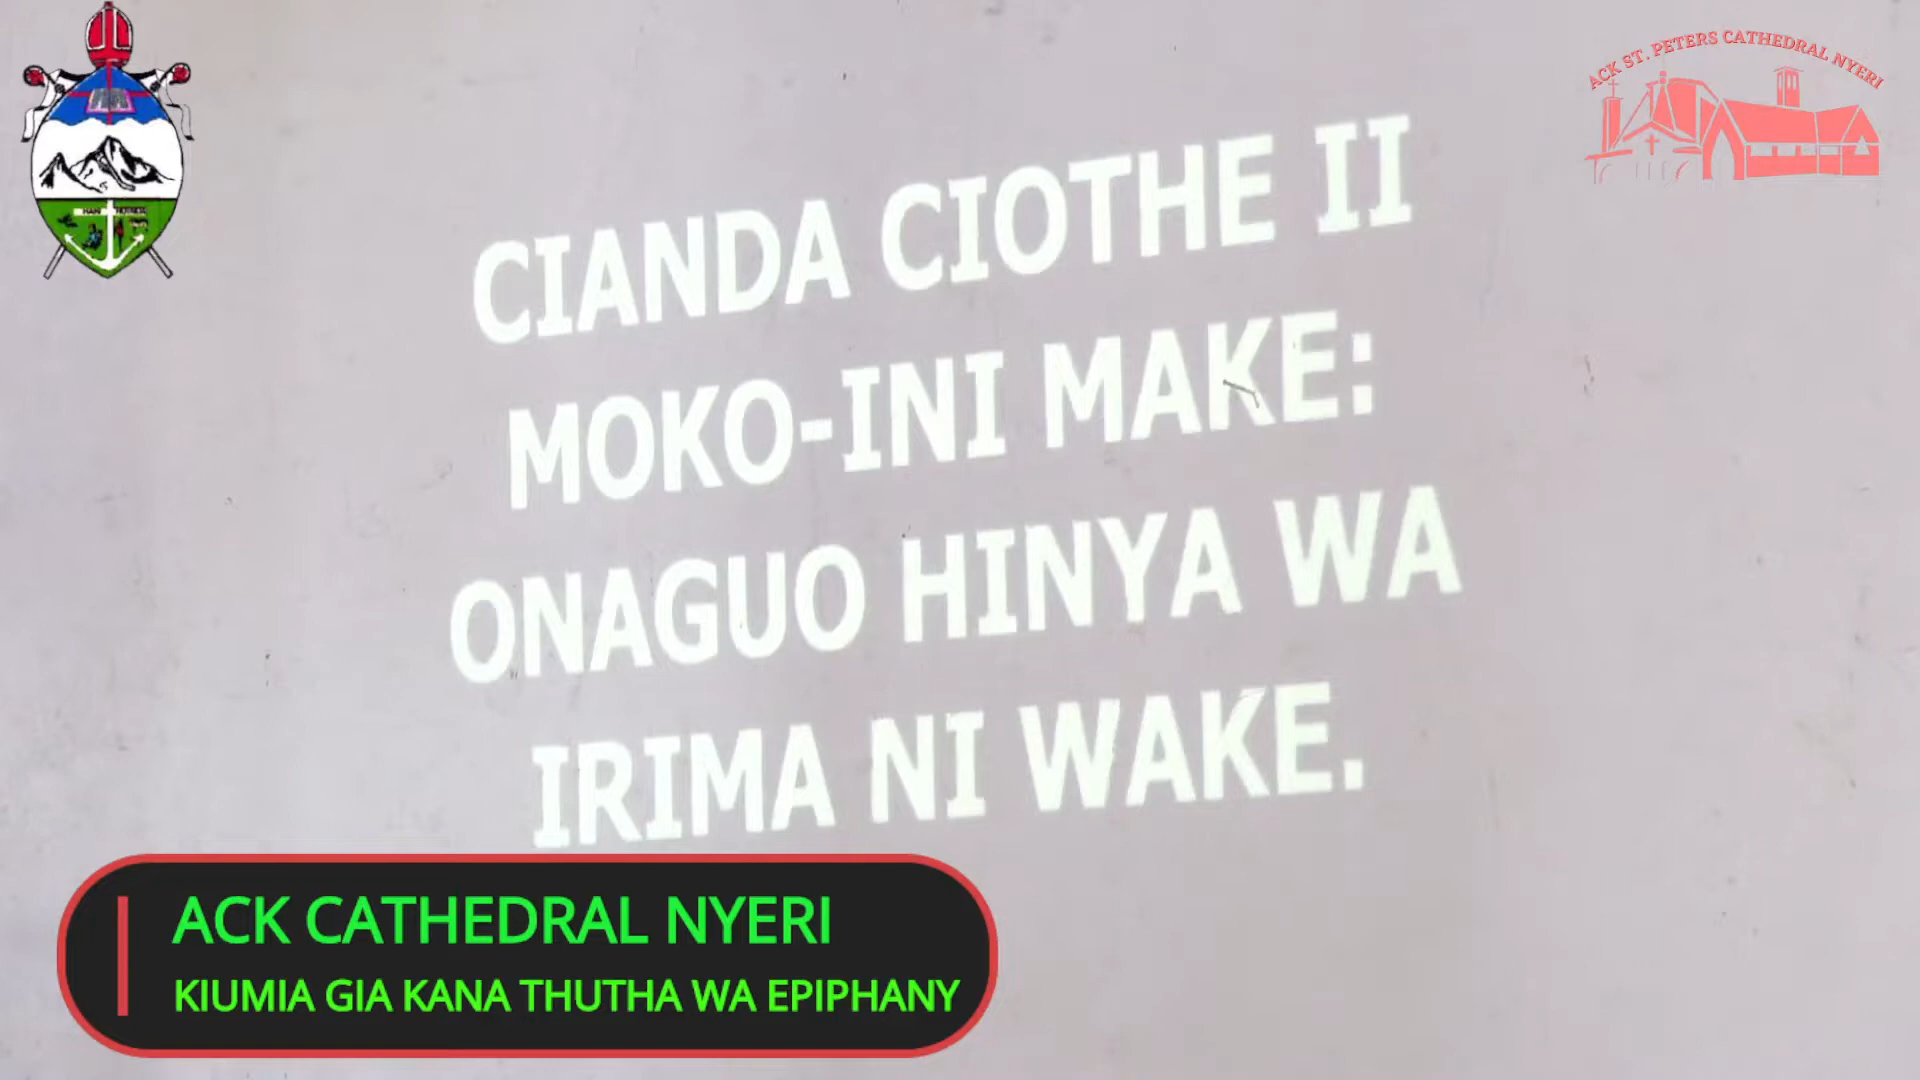 ACK ST. PETERS CATHEDRAL NYERI
CIANDA CIOTHE II
MOKO-INI MAKE:
ONAGUO HINYA WA
IRIMA NI WAKE.
ACK CATHEDRAL NYERI
KIUMIA GIA KANA THUTHA WA EPIPHANY